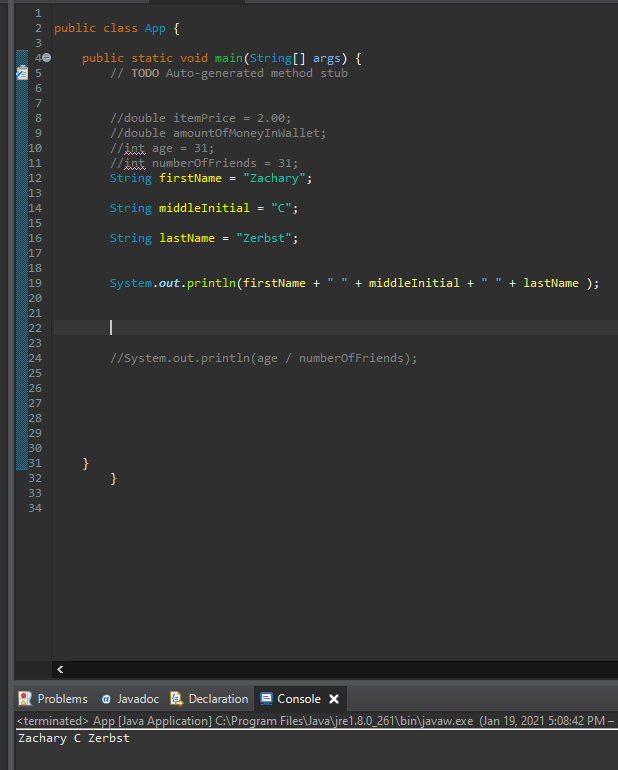 1
2 public class App {
3
4 public static void main(String[] args) {
5 // TODO Auto-generated method stub
6
7
8 //double itemPrice = 2.00;
9 //double amountOfMoneyInWallet;
10 //int age = 31;
11 //int numberOfFriends = 31;
12 String firstName = "Zachary";
13
14 String middleInitial = "C";
15
16 String lastName = "Zerbst";
17
18
19 System.out.println(firstName + " " + middleInitial + " " + lastName );
20
21
22
23
24 //System.out.println(age / numberOfFriends);
25
26
27
28
29
30
31 }
32 }
33
34
Problems Javadoc Declaration Console
<terminated> App [Java Application] C:\Program Files\Java\jre1.8.0_261\bin\javaw.exe (Jan 19, 2021 5:08:42 PM –
Zachary C Zerbst